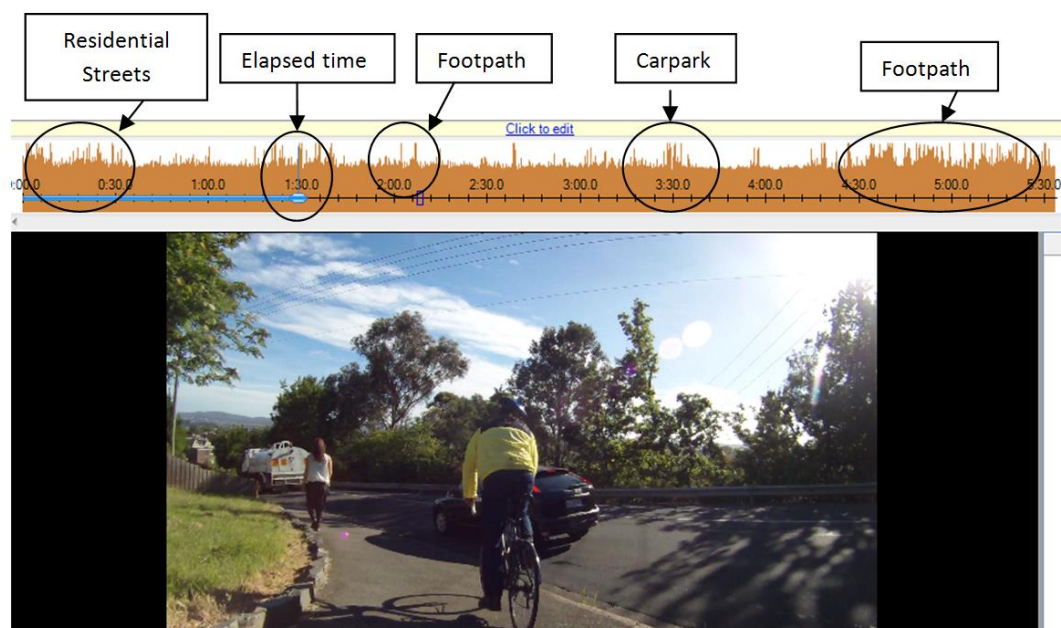 Residential
Streets
Elapsed time
Footpath
Carpark
Footpath
Click to edit
0:00.0 0:30.0 1:00.0 1:30.0 2:00.0 2:30.0 3:00.0 3:30.0 4:00.0 4:30.0 5:00.0 5:30.0